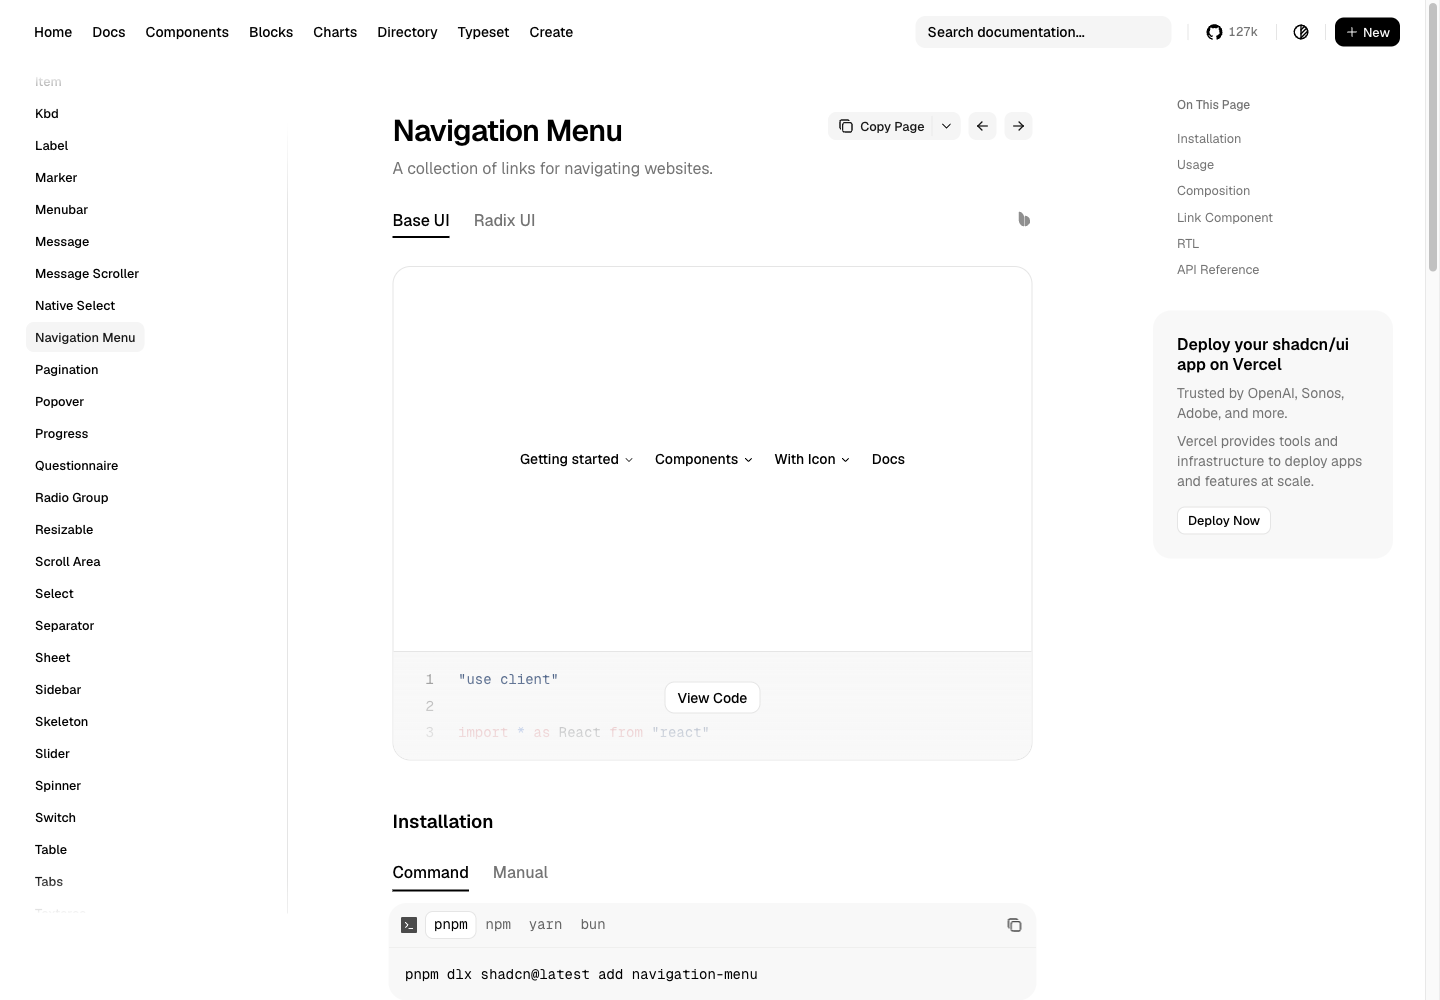 Home Docs Components Blocks Charts Directory Typeset Create
Search documentation...
127k
New
Item
Kbd
Label
Marker
Menubar
Message
Message Scroller
Native Select
Navigation Menu
Pagination
Popover
Progress
Questionnaire
Radio Group
Resizable
Scroll Area
Select
Separator
Sheet
Sidebar
Skeleton
Slider
Spinner
Switch
Table
Tabs
Navigation Menu
Copy Page
A collection of links for navigating websites.
Base UI Radix UI
Getting started Components With Icon Docs
1 "use client"
2
View Code
3 import * as React from "react"
Installation
Command Manual
pnpm npm yarn bun
pnpm dlx shadcn@latest add navigation-menu
On This Page
Installation
Usage
Composition
Link Component
RTL
API Reference
Deploy your shadcn/ui
app on Vercel
Trusted by OpenAI, Sonos,
Adobe, and more.
Vercel provides tools and
infrastructure to deploy apps
and features at scale.
Deploy Now